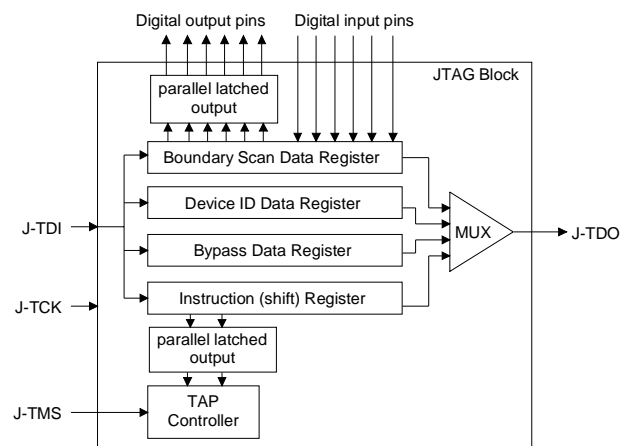 Digital output pins
Digital input pins
JTAG Block
parallel latched
output
Boundary Scan Data Register
Device ID Data Register
MUX
J-TDI
J-TDO
Bypass Data Register
J-TCK
Instruction (shift) Register
parallel latched
output
J-TMS
TAP
Controller